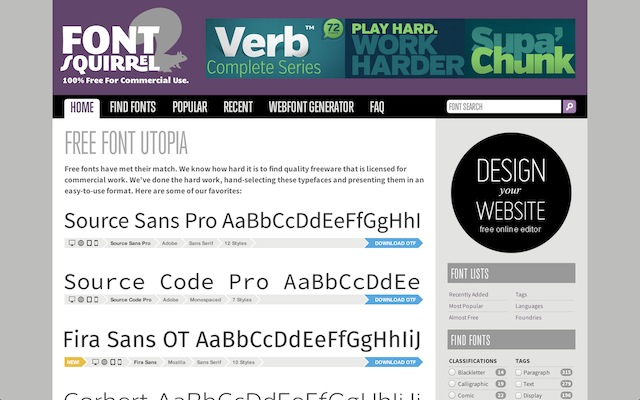 FONT
SQUIRREL
100% Free For Commercial Use.
Verb™
Complete Series
72
PLAY HARD.
WORK
HARDER
Supa'
Chunk
HOME FIND FONTS POPULAR RECENT WEBFONT GENERATOR FAQ
FONT SEARCH
FREE FONT UTOPIA
Free fonts have met their match. We know how hard it is to find quality freeware that is licensed for
commercial work. We've done the hard work, hand-selecting these typefaces and presenting them in an
easy-to-use format. Here are some of our favorites:
Source Sans Pro AaBbCcDdEeFfGgHhI
Source Sans Pro Adobe Sans Serif 12 Styles DOWNLOAD OTF
Source Code Pro AaBbCcDdEe
Source Code Pro Adobe Monospaced 7 Styles DOWNLOAD OTF
Fira Sans OT AaBbCcDdEeFfGgHhIiJ
NEW! Fira Sans Mozilla Sans Serif 10 Styles DOWNLOAD OTF
DESIGN
your
WEBSITE
free online editor
FONT LISTS
Recently Added Tags
Most Popular Languages
Almost Free Foundries
FIND FONTS
CLASSIFICATIONS TAGS
Blackletter 14 Paragraph 315
Calligraphic 19 Text 279
Comic 22 Display 196